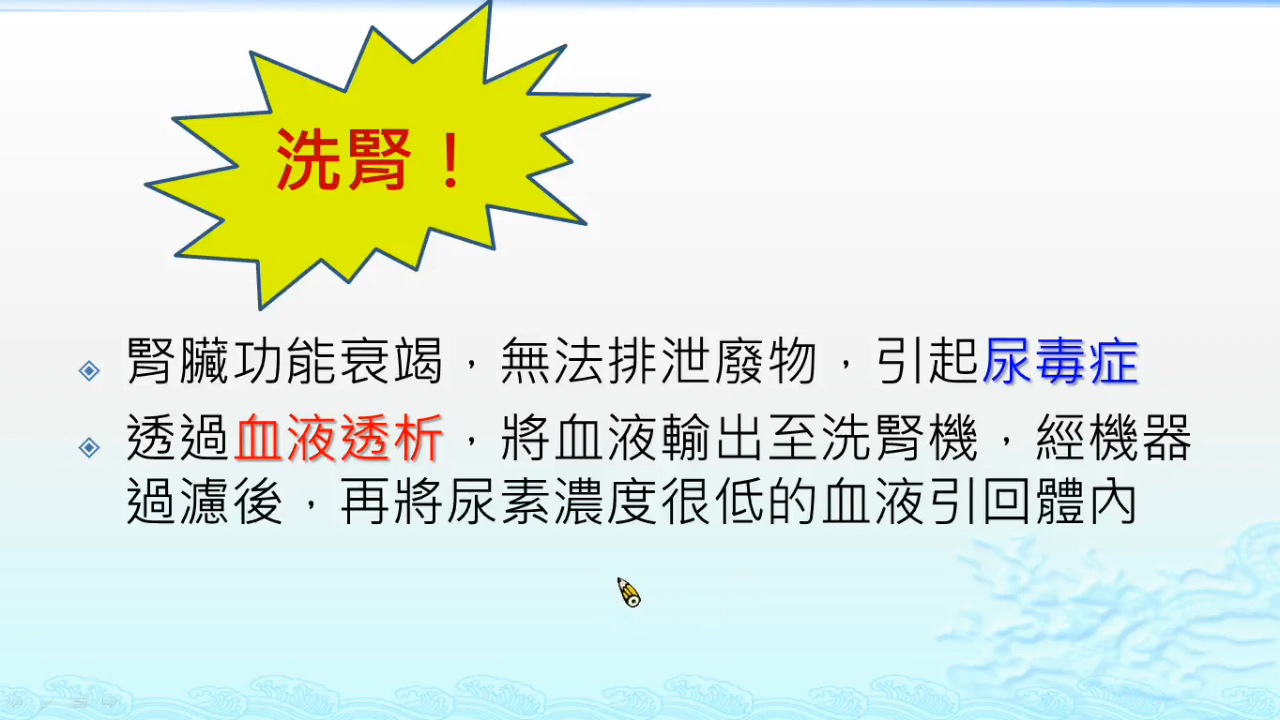 洗腎！
腎臟功能衰竭，無法排泄廢物，引起尿毒症
透過血液透析，將血液輸出至洗腎機，經機器
過濾後，再將尿素濃度很低的血液引回體內